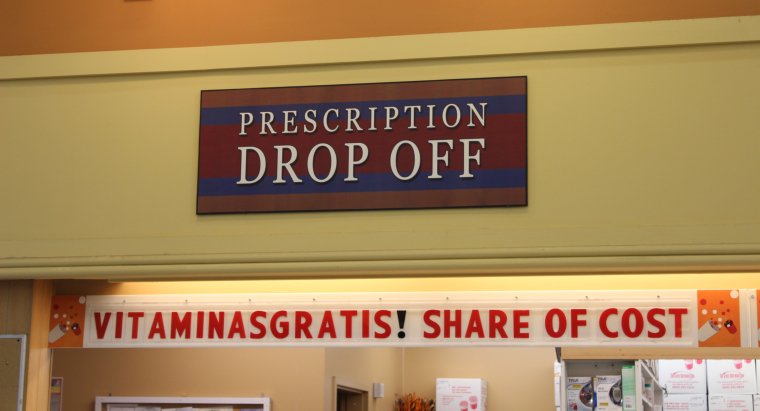 PRESCRIPTION
DROP OFF
VITAMINASGRATIS! SHARE OF COST